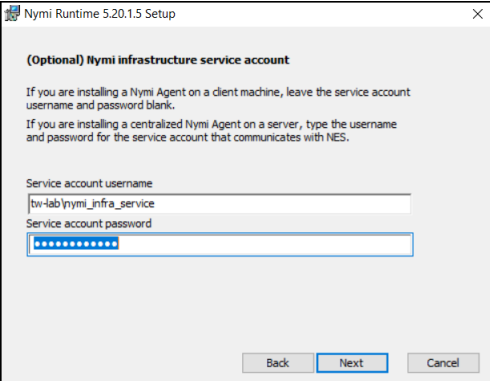 Nymi Runtime 5.20.1.5 Setup
(Optional) Nymi infrastructure service account
If you are installing a Nymi Agent on a client machine, leave the service account
username and password blank.
If you are installing a centralized Nymi Agent on a server, type the username
and password for the service account that communicates with NES.
Service account username
tw-lab\nymi_infra_service
Service account password
●●●●●●●●●●●●
Back Next Cancel